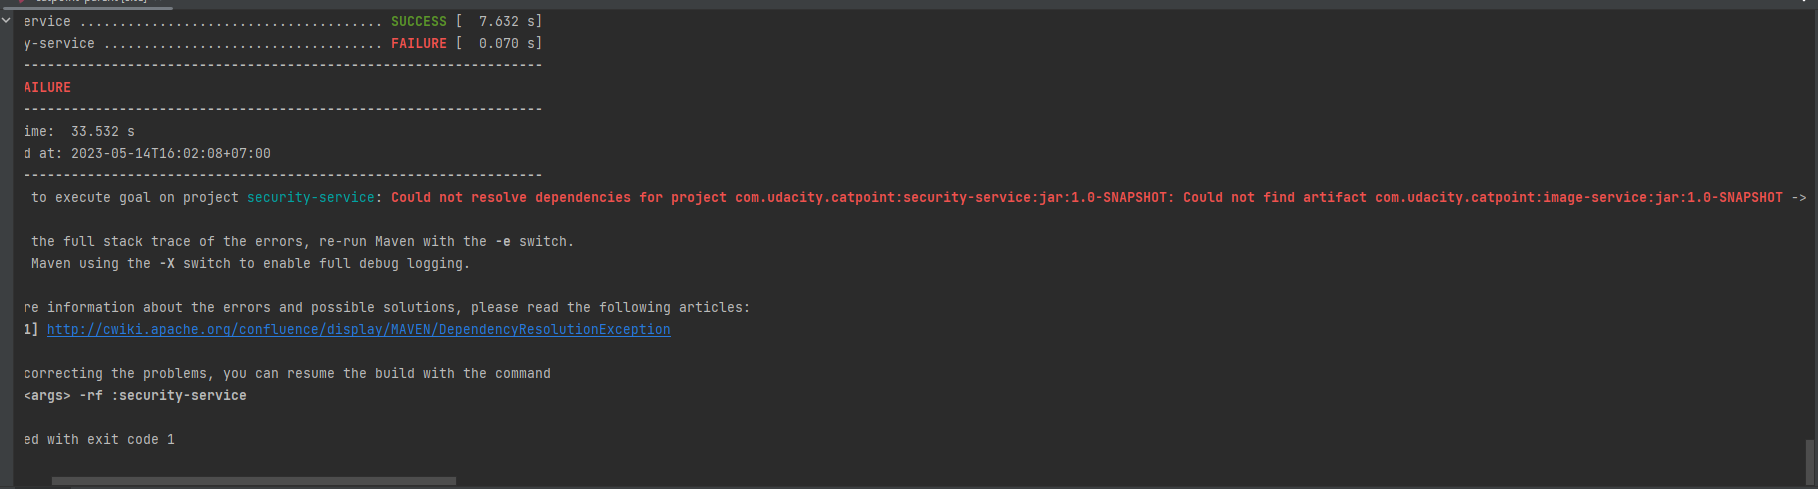 ervice ...................................... SUCCESS [  7.632 s]
y-service ................................... FAILURE [  0.070 s]
-----------------------------------------------------------------
AILURE
-----------------------------------------------------------------
ime:  33.532 s
d at: 2023-05-14T16:02:08+07:00
-----------------------------------------------------------------
to execute goal on project security-service: Could not resolve dependencies for project com.udacity.catpoint:security-service:jar:1.0-SNAPSHOT: Could not find artifact com.udacity.catpoint:image-service:jar:1.0-SNAPSHOT ->
the full stack trace of the errors, re-run Maven with the -e switch.
Maven using the -X switch to enable full debug logging.
re information about the errors and possible solutions, please read the following articles:
1] http://cwiki.apache.org/confluence/display/MAVEN/DependencyResolutionException
correcting the problems, you can resume the build with the command
<args> -rf :security-service
ed with exit code 1